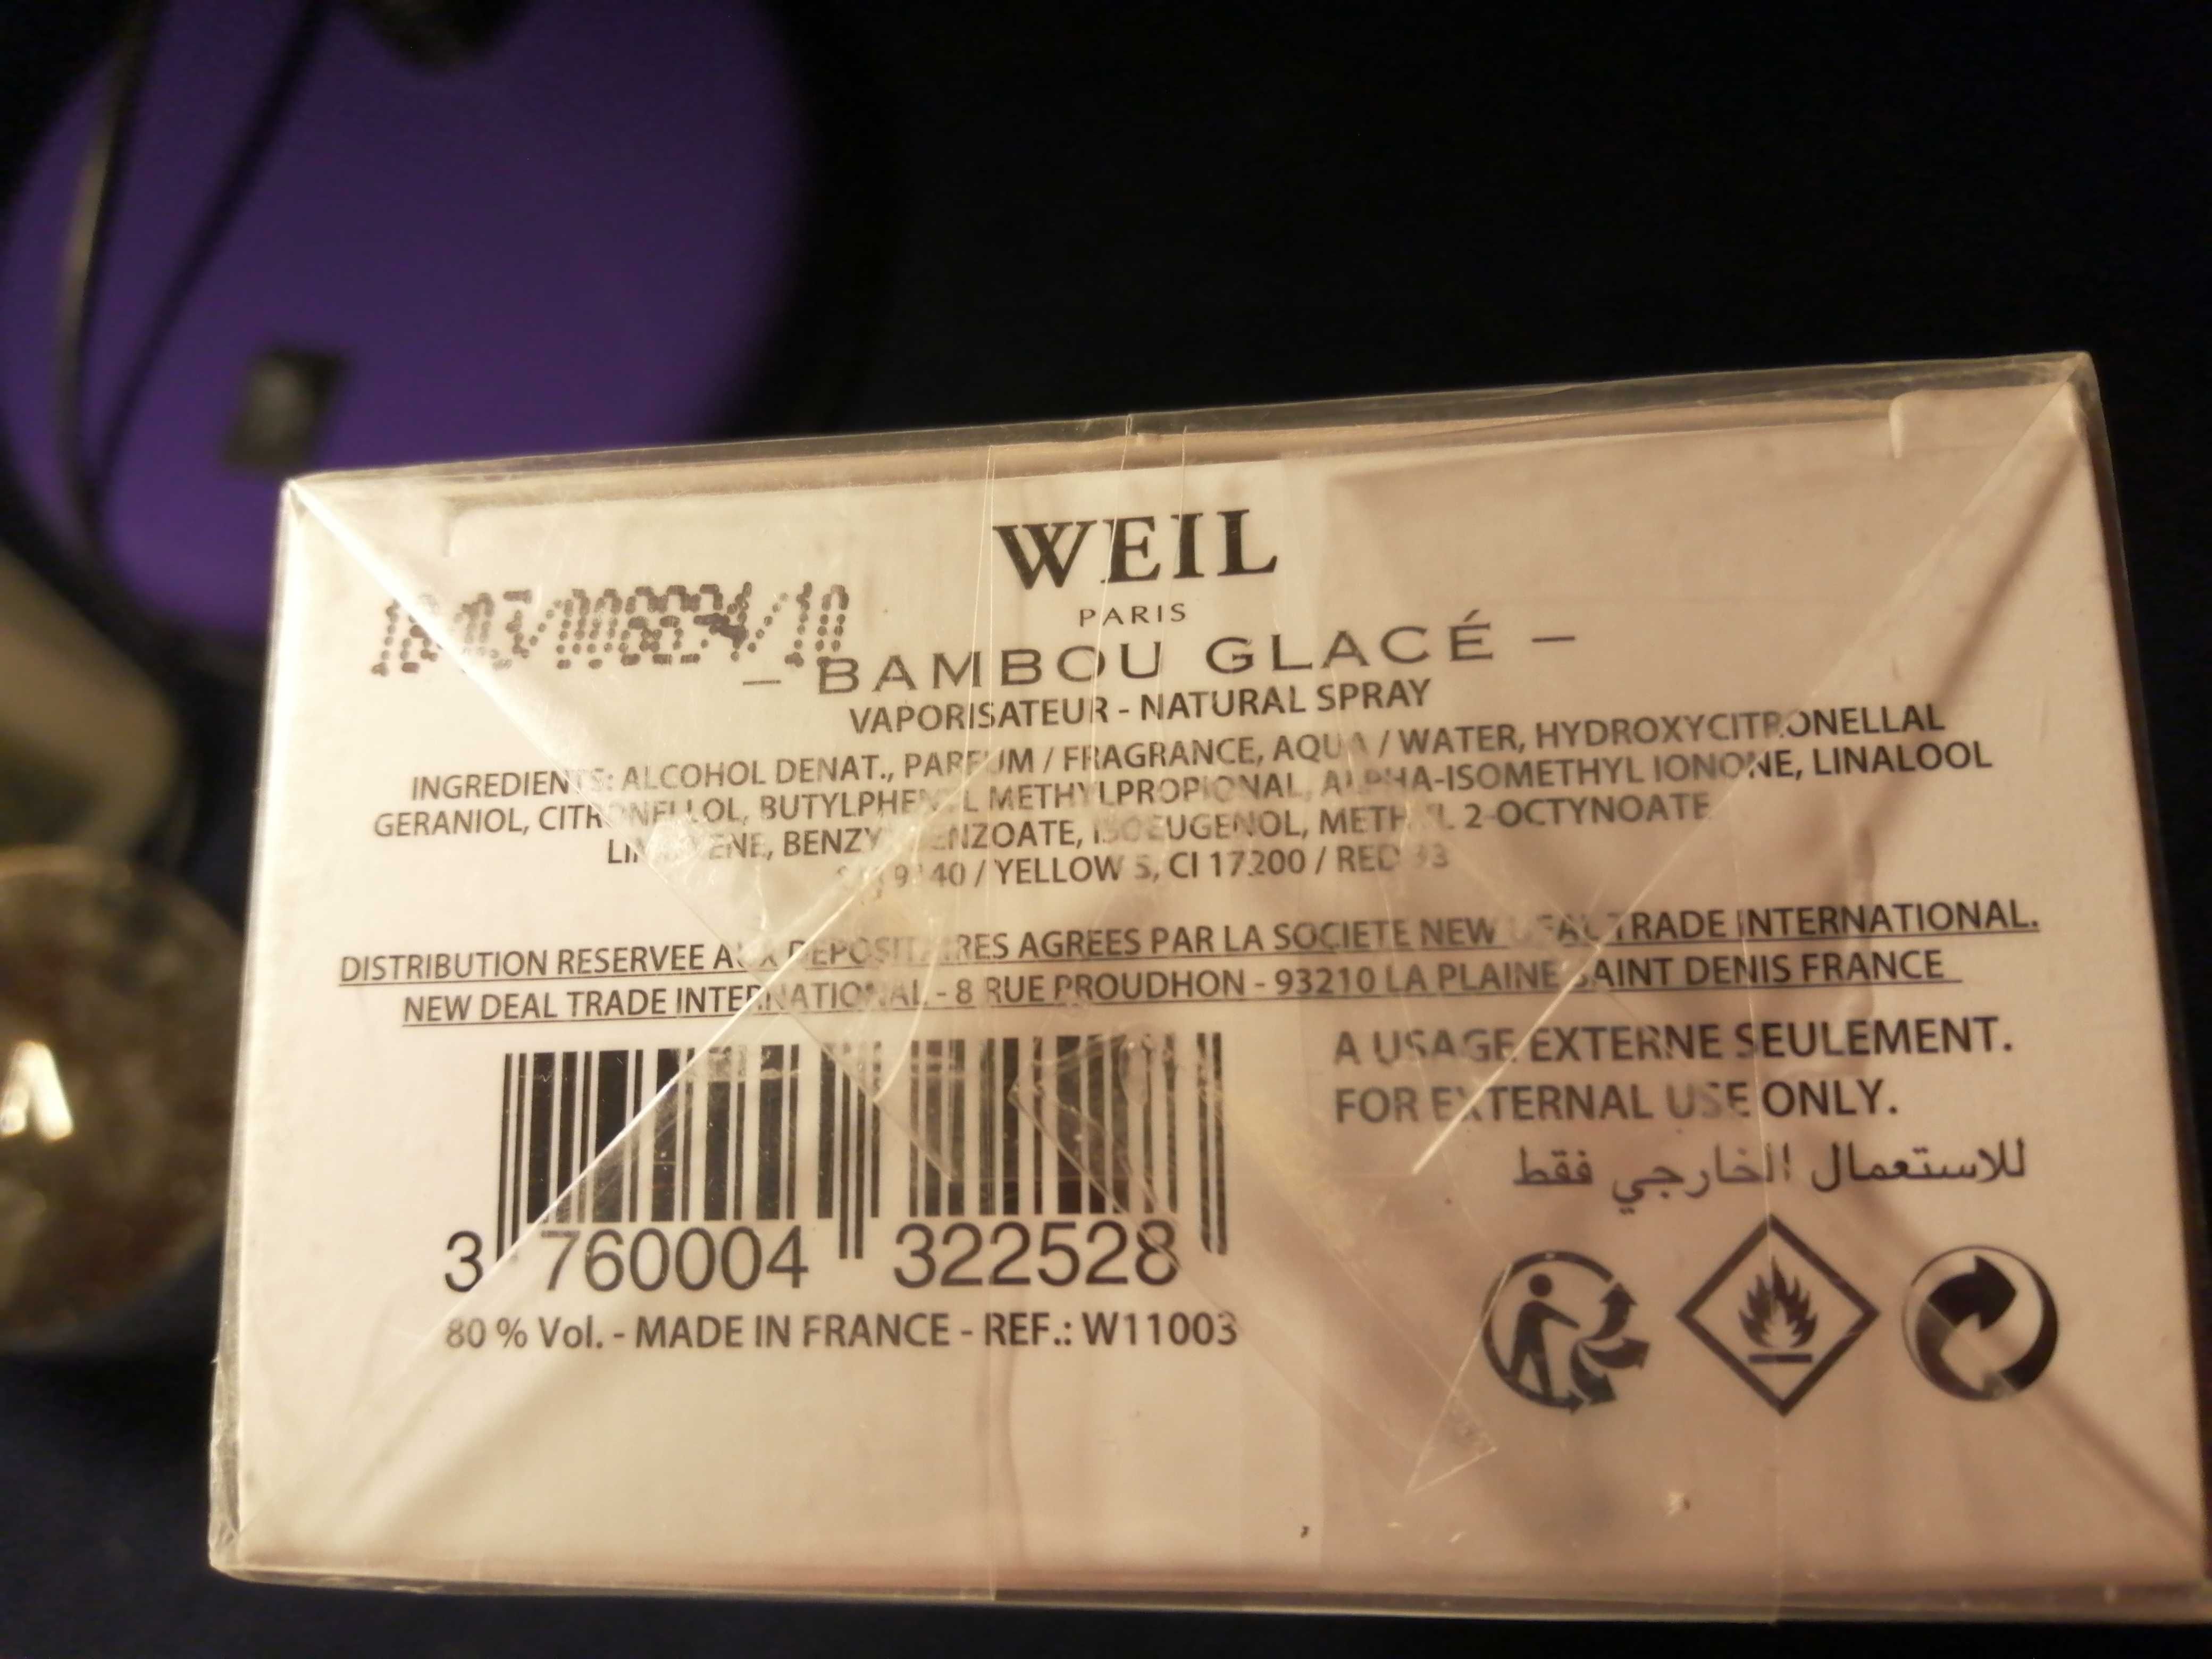 WEIL
PARIS
– BAMBOU GLACÉ –
VAPORISATEUR - NATURAL SPRAY
INGREDIENTS: ALCOHOL DENAT., PARFUM / FRAGRANCE, AQUA / WATER, HYDROXYCITRONELLAL
GERANIOL, CITRONELLOL, BUTYLPHENYL METHYLPROPIONAL, ALPHA-ISOMETHYL IONONE, LINALOOL
LIMONENE, BENZYL BENZOATE, ISOEUGENOL, METHYL 2-OCTYNOATE
/ YELLOW 5, CI 17200 / RED 33
DISTRIBUTION RESERVEE AUX DEPOSITAIRES AGREES PAR LA SOCIETE NEW DEAL TRADE INTERNATIONAL.
NEW DEAL TRADE INTERNATIONAL - 8 RUE PROUDHON - 93210 LA PLAINE SAINT DENIS FRANCE
A USAGE EXTERNE SEULEMENT.
FOR EXTERNAL USE ONLY.
للاستعمال الخارجي فقط
3 760004 322528
80 % Vol. - MADE IN FRANCE - REF.: W11003